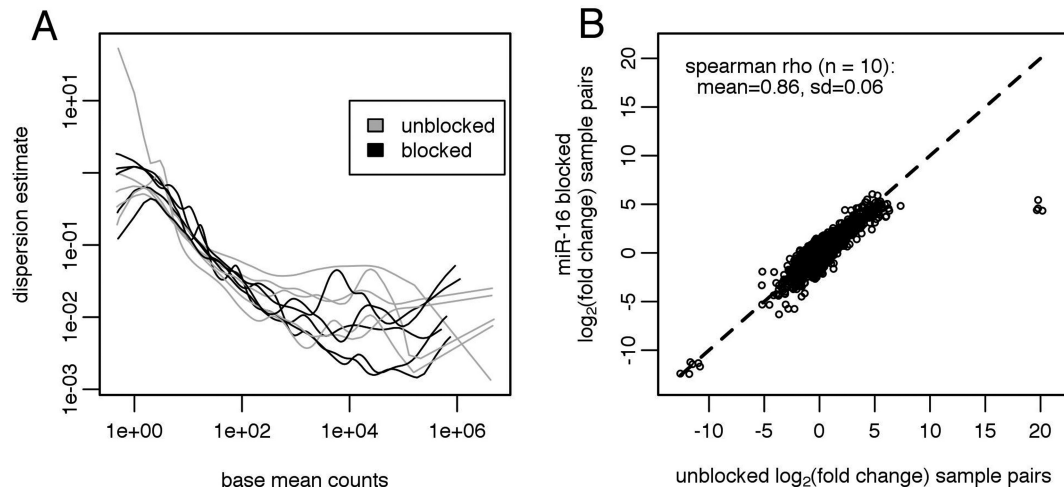 A
dispersion estimate
1e+01
1e-01
1e-02
1e-03
unblocked
blocked
1e+00
1e+02
1e+04
1e+06
base mean counts
B
miR-16 blocked
log₂(fold change) sample pairs
20
15
10
5
0
-5
-10
spearman rho (n = 10):
mean=0.86, sd=0.06
-10
-5
0
5
10
15
20
unblocked log₂(fold change) sample pairs